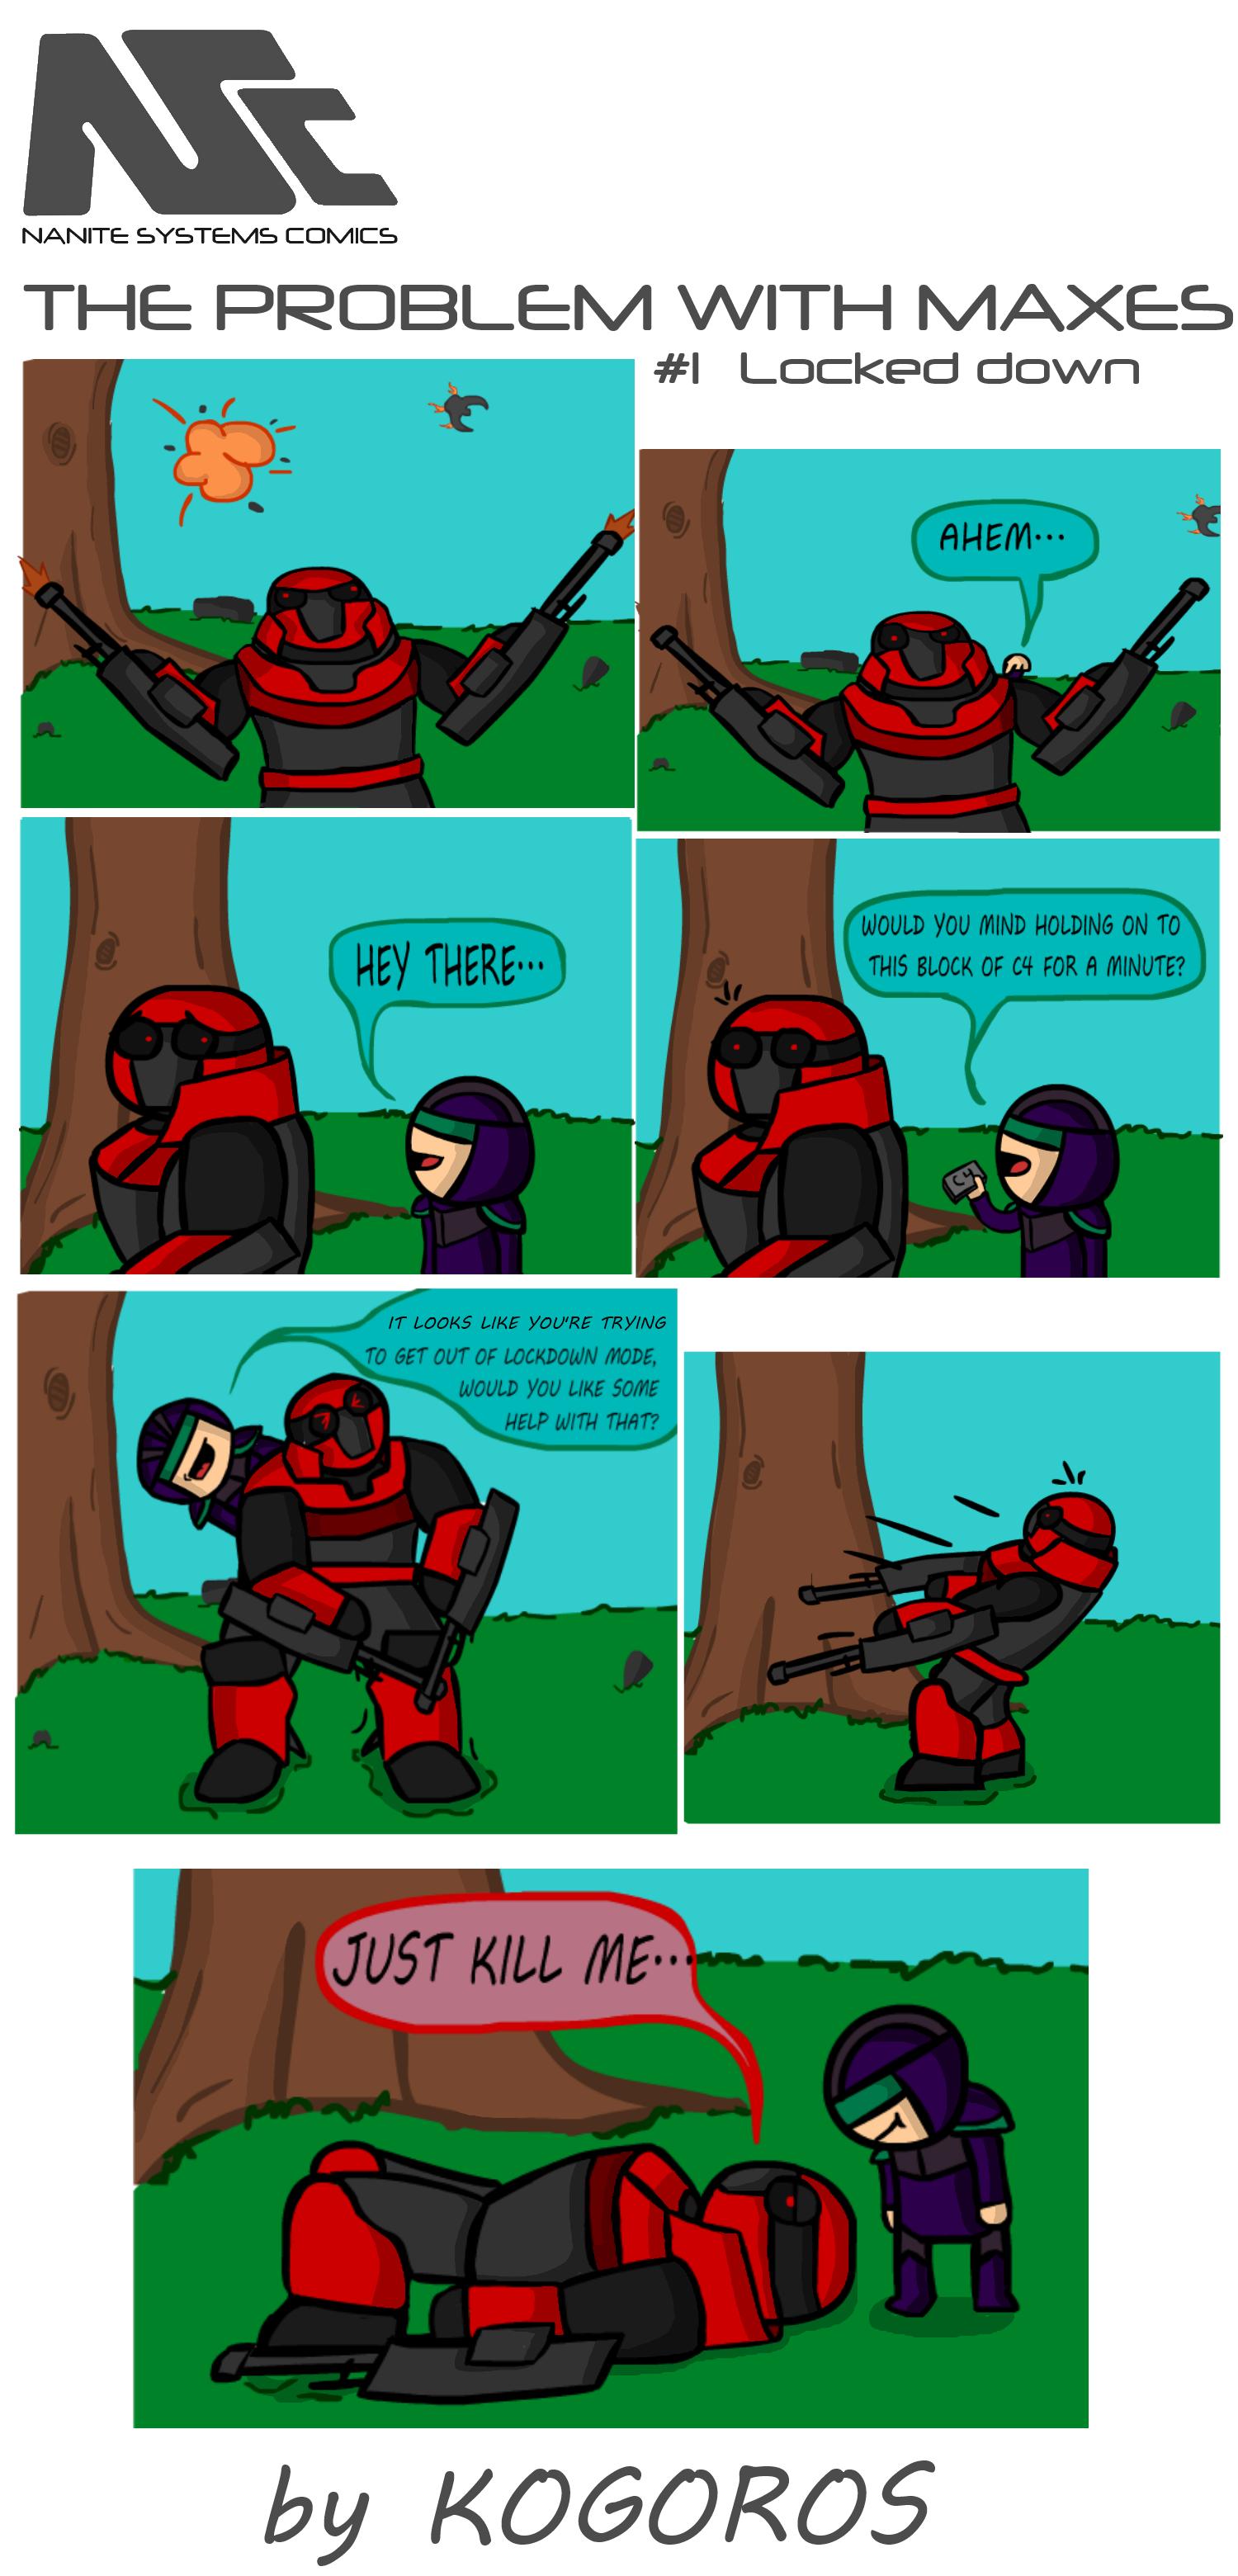 NSc
NANITE SYSTEMS COMICS
THE PROBLEM WITH MAXES
#1 Locked down
AHEM...
HEY THERE...
WOULD YOU MIND HOLDING ON TO
THIS BLOCK OF C4 FOR A MINUTE?
C4
IT LOOKS LIKE YOU'RE TRYING
TO GET OUT OF LOCKDOWN MODE,
WOULD YOU LIKE SOME
HELP WITH THAT?
JUST KILL ME...
by KOGOROS